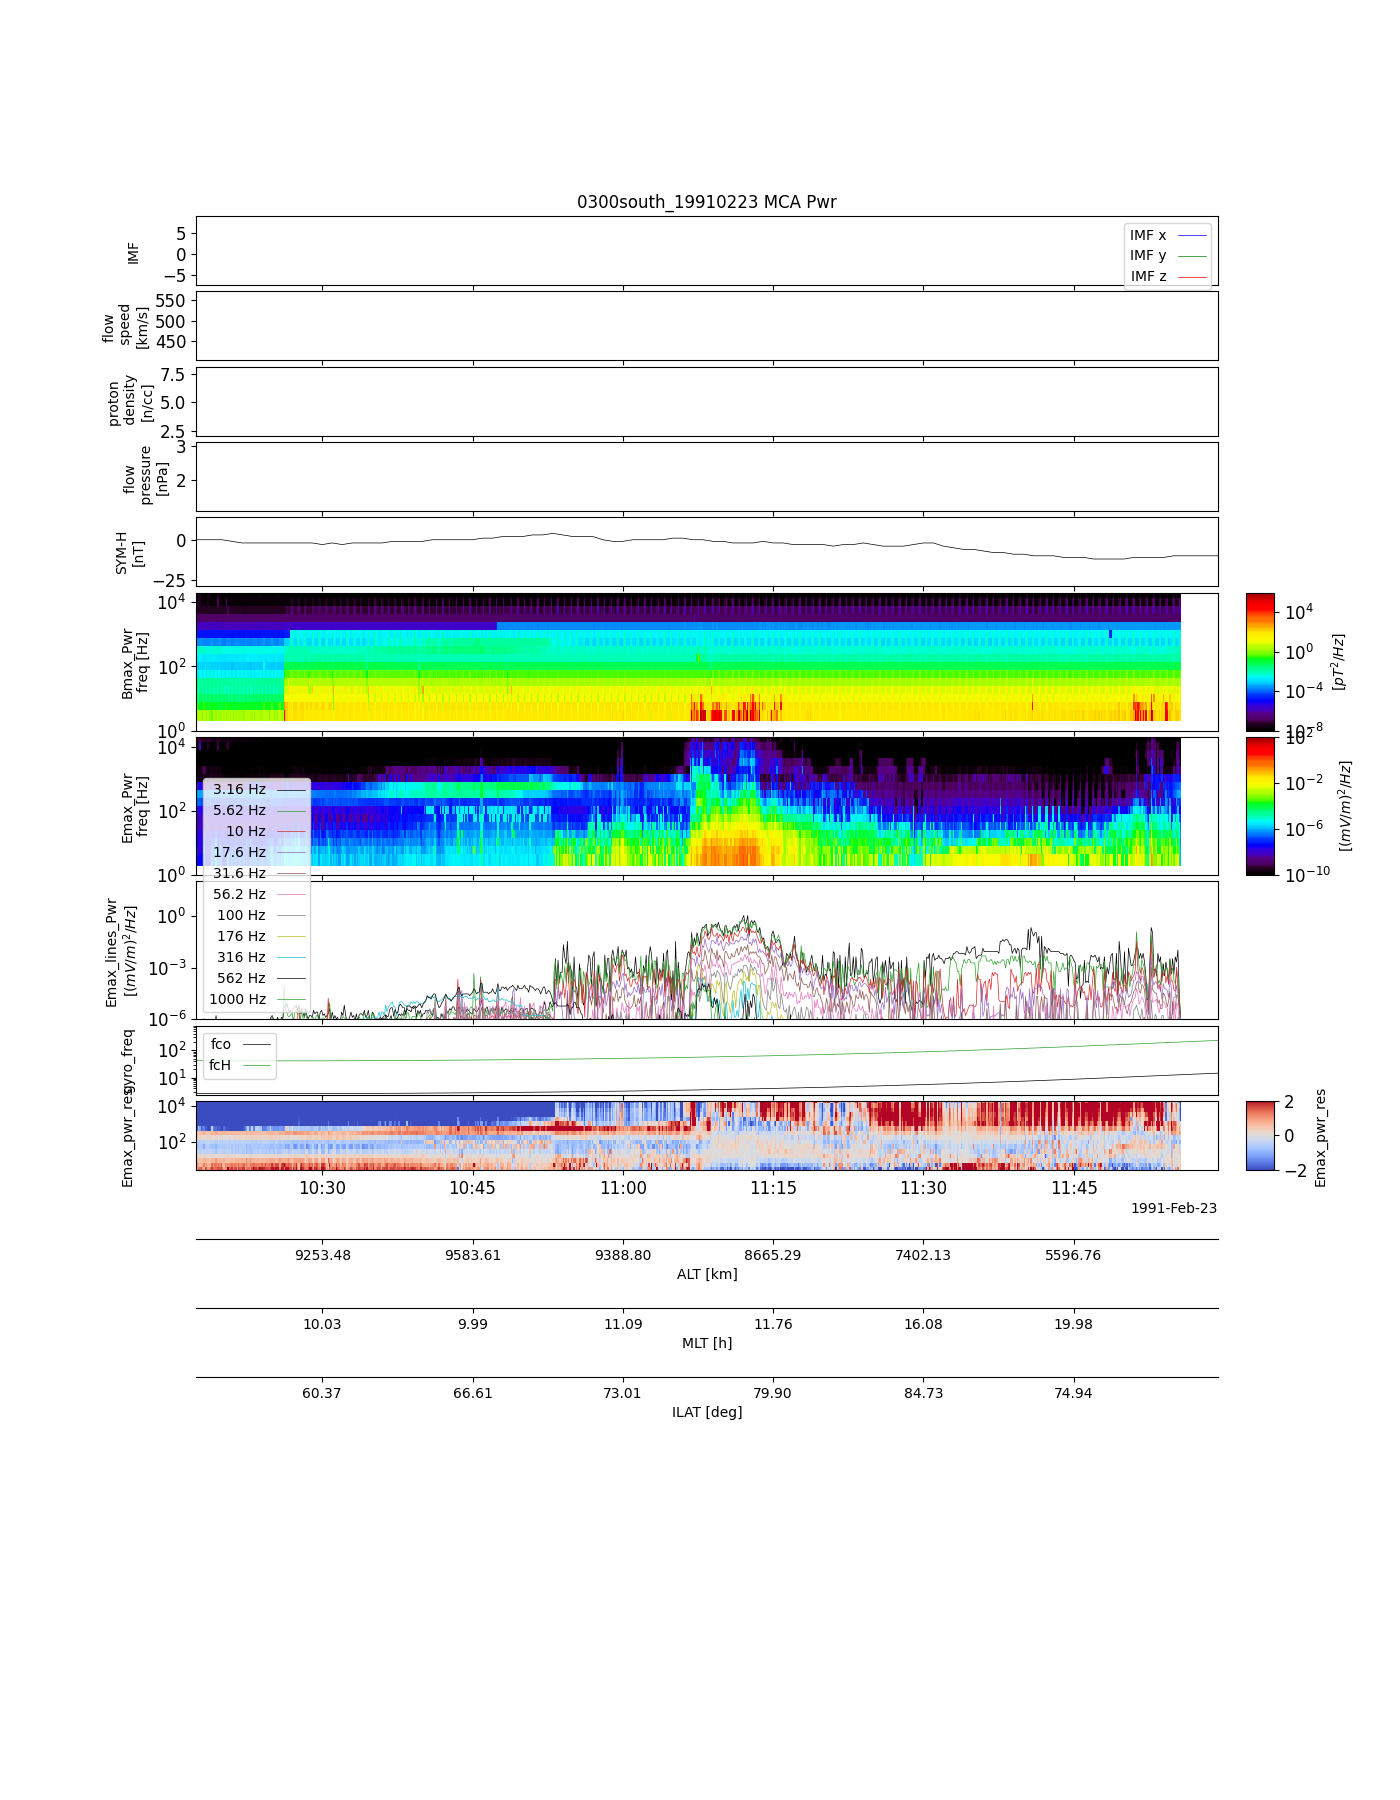 0300south_19910223 MCA Pwr
IMF
5
0
−5
IMF x
IMF y
IMF z
flow
speed
[km/s]
550
500
450
proton
density
[n/cc]
7.5
5.0
2.5
flow
pressure
[nPa]
3
2
SYM-H
[nT]
0
−25
Bmax_Pwr
freq [Hz]
10^4
10^2
10^0
10^4
10^0
10^−4
10^−8
[pT^2/Hz]
Emax_Pwr
freq [Hz]
10^4
10^2
10^0
10^2
10^−2
10^−6
10^−10
[(mV/m)^2/Hz]
3.16 Hz
5.62 Hz
10 Hz
17.6 Hz
31.6 Hz
56.2 Hz
100 Hz
176 Hz
316 Hz
562 Hz
1000 Hz
Emax_lines_Pwr
[(mV/m)^2/Hz]
10^0
10^−3
10^−6
gyro_freq
10^2
10^1
fco
fcH
Emax_pwr_res
10^4
10^2
2
0
−2
Emax_pwr_res
10:30 10:45 11:00 11:15 11:30 11:45
1991-Feb-23
9253.48 9583.61 9388.80 8665.29 7402.13 5596.76
ALT [km]
10.03 9.99 11.09 11.76 16.08 19.98
MLT [h]
60.37 66.61 73.01 79.90 84.73 74.94
ILAT [deg]